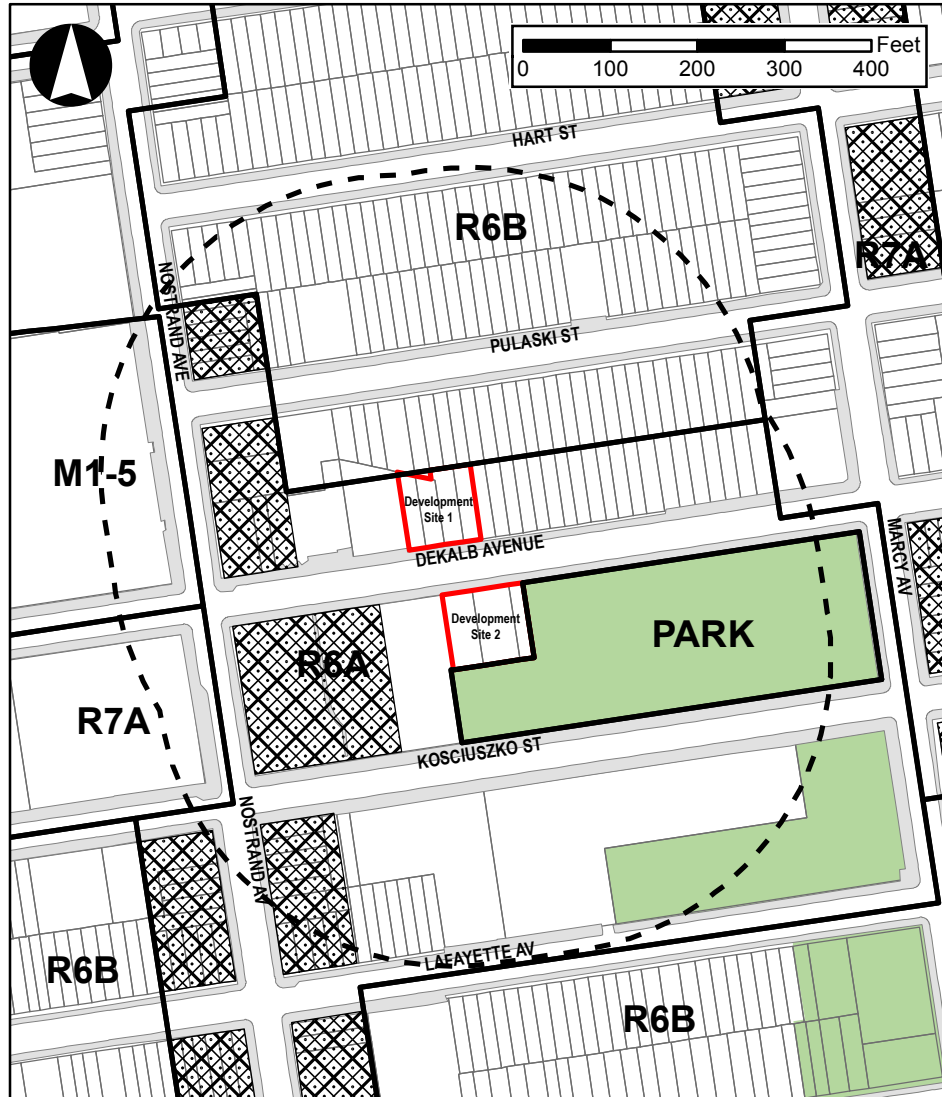 Feet
0 100 200 300 400
HART ST
R6B
R7A
NOSTRAND AVE
PULASKI ST
M1-5
Development
Site 1
DEKALB AVENUE
MARCY AV
Development
Site 2
PARK
R6A
R7A
KOSCIUSZKO ST
NOSTRAND AV
LAFAYETTE AV
R6B
R6B